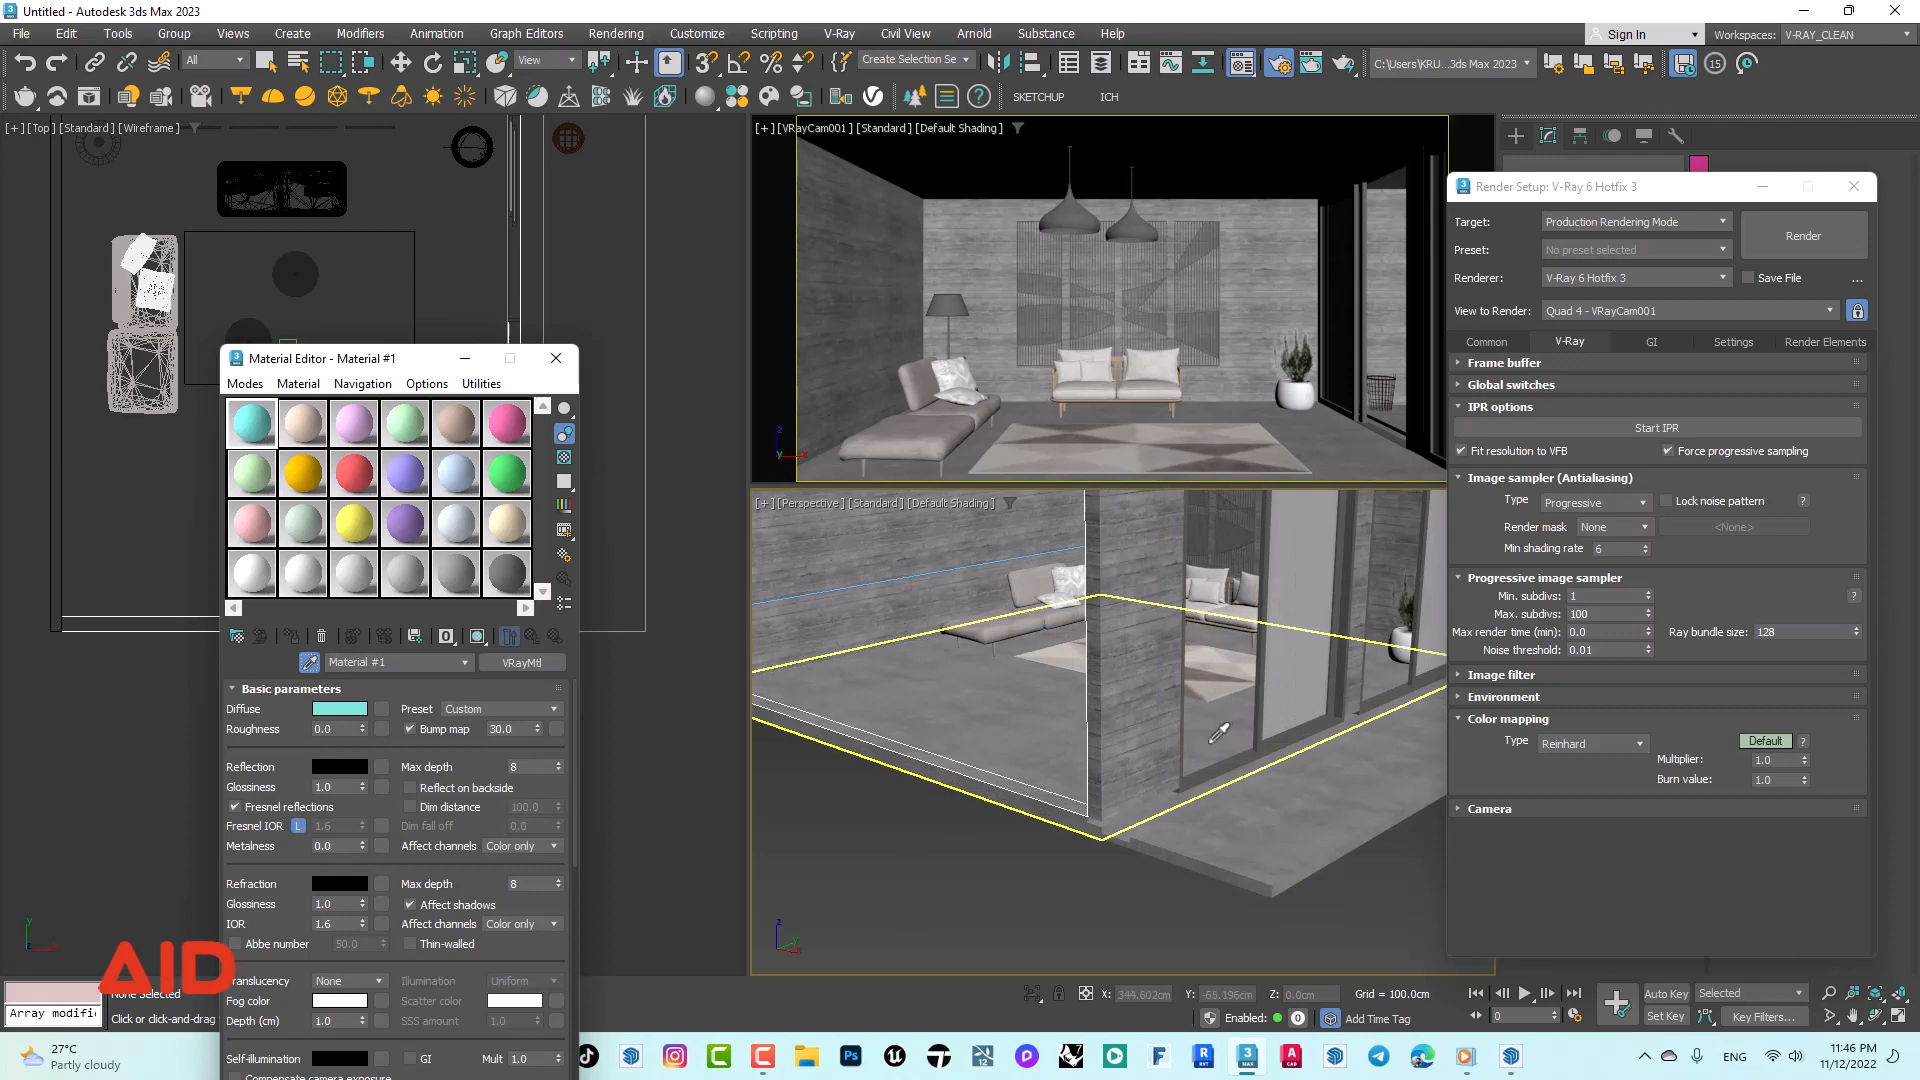 Untitled - Autodesk 3ds Max 2023
File Edit Tools Group Views Create Modifiers Animation Graph Editors Rendering Customize Scripting V-Ray Civil View Arnold Substance Help
Sign In
Workspaces: V-RAY_CLEAN
All
View
Create Selection Se
C:\Users\KRU...3ds Max 2023
15
SKETCHUP ICH
[+] [Top] [Standard] [Wireframe]
[+] [VRayCam001] [Standard] [Default Shading]
[+] [Perspective] [Standard] [Default Shading]
Material Editor - Material #1
Modes Material Navigation Options Utilities
Material #1
VRayMtl
Basic parameters
Diffuse Preset Custom
Roughness 0.0 Bump map 30.0
Reflection Max depth 8
Glossiness 1.0 Reflect on backside
Fresnel reflections Dim distance 100.0
Fresnel IOR L 1.6 Dim fall off 0.0
Metalness 0.0 Affect channels Color only
Refraction Max depth 8
Glossiness 1.0 Affect shadows
IOR 1.6 Affect channels Color only
Abbe number 50.0 Thin-walled
ranslucency None Illumination Uniform
Fog color Scatter color
Depth (cm) 1.0 SSS amount 1.0
Self-illumination GI Mult 1.0
Compensate camera exposure
Render Setup: V-Ray 6 Hotfix 3
Target: Production Rendering Mode
Preset: No preset selected
Render
Renderer: V-Ray 6 Hotfix 3 Save File ...
View to Render: Quad 4 - VRayCam001
Common V-Ray GI Settings Render Elements
Frame buffer
Global switches
IPR options
Start IPR
Fit resolution to VFB Force progressive sampling
Image sampler (Antialiasing)
Type Progressive Lock noise pattern ?
Render mask None <None>
Min shading rate 6
Progressive image sampler
Min. subdivs: 1 ?
Max. subdivs: 100
Max render time (min): 0.0 Ray bundle size: 128
Noise threshold: 0.01
Image filter
Environment
Color mapping
Type Reinhard Default ?
Multiplier: 1.0
Burn value: 1.0
Camera
AID
None Selected
Array modifi
Click or click-and-drag
X: 344.602cm Y: -65.196cm Z: 0.0cm Grid = 100.0cm
Enabled: 0 Add Time Tag
0
Auto Key Selected
Set Key Key Filters...
27°C
Partly cloudy
ENG
11:46 PM
11/12/2022